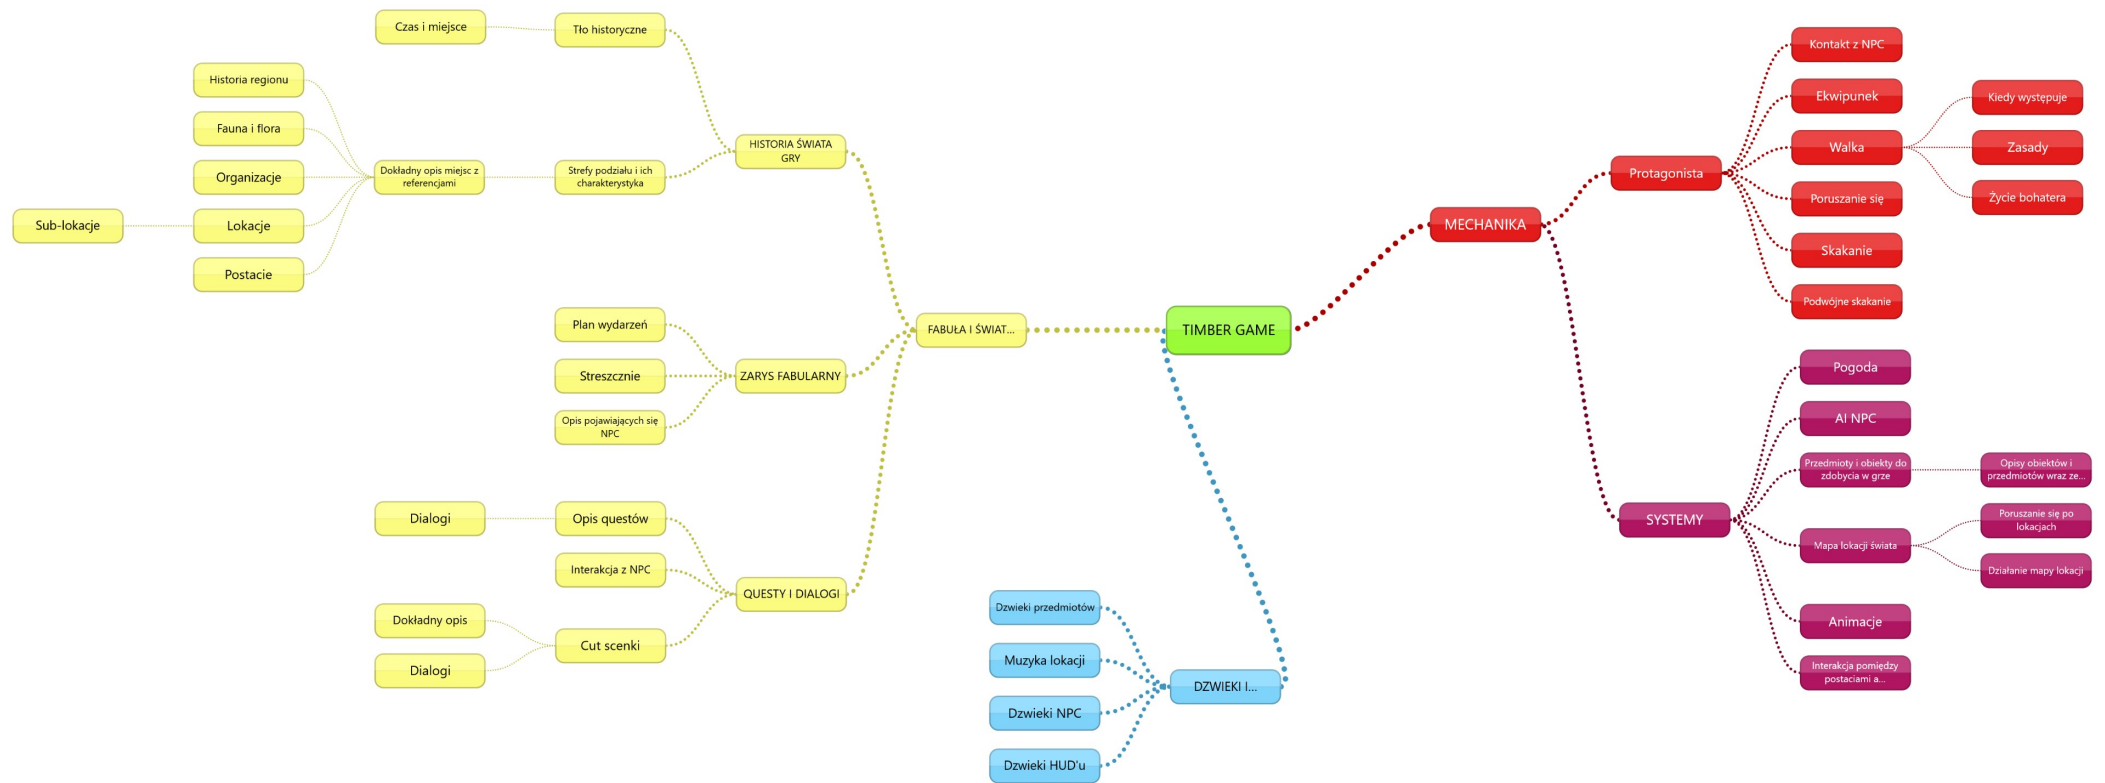 TIMBER GAME
FABUŁA I ŚWIAT...
HISTORIA ŚWIATA
GRY
Tło historyczne
Czas i miejsce
Strefy podziału i ich
charakterystyka
Dokładny opis miejsc z
referencjami
Historia regionu
Fauna i flora
Organizacje
Lokacje
Sub-lokacje
Postacie
ZARYS FABULARNY
Plan wydarzeń
Streszcznie
Opis pojawiających się
NPC
QUESTY I DIALOGI
Opis questów
Dialogi
Interakcja z NPC
Cut scenki
Dokładny opis
Dialogi
DZWIEKI I...
Dzwieki przedmiotów
Muzyka lokacji
Dzwieki NPC
Dzwieki HUD'u
MECHANIKA
Protagonista
Kontakt z NPC
Ekwipunek
Walka
Kiedy występuje
Zasady
Życie bohatera
Poruszanie się
Skakanie
Podwójne skakanie
SYSTEMY
Pogoda
AI NPC
Przedmioty i obiekty do
zdobycia w grze
Opisy obiektów i
przedmiotów wraz ze...
Mapa lokacji świata
Poruszanie się po
lokacjach
Działanie mapy lokacji
Animacje
Interakcja pomiędzy
postaciami a...